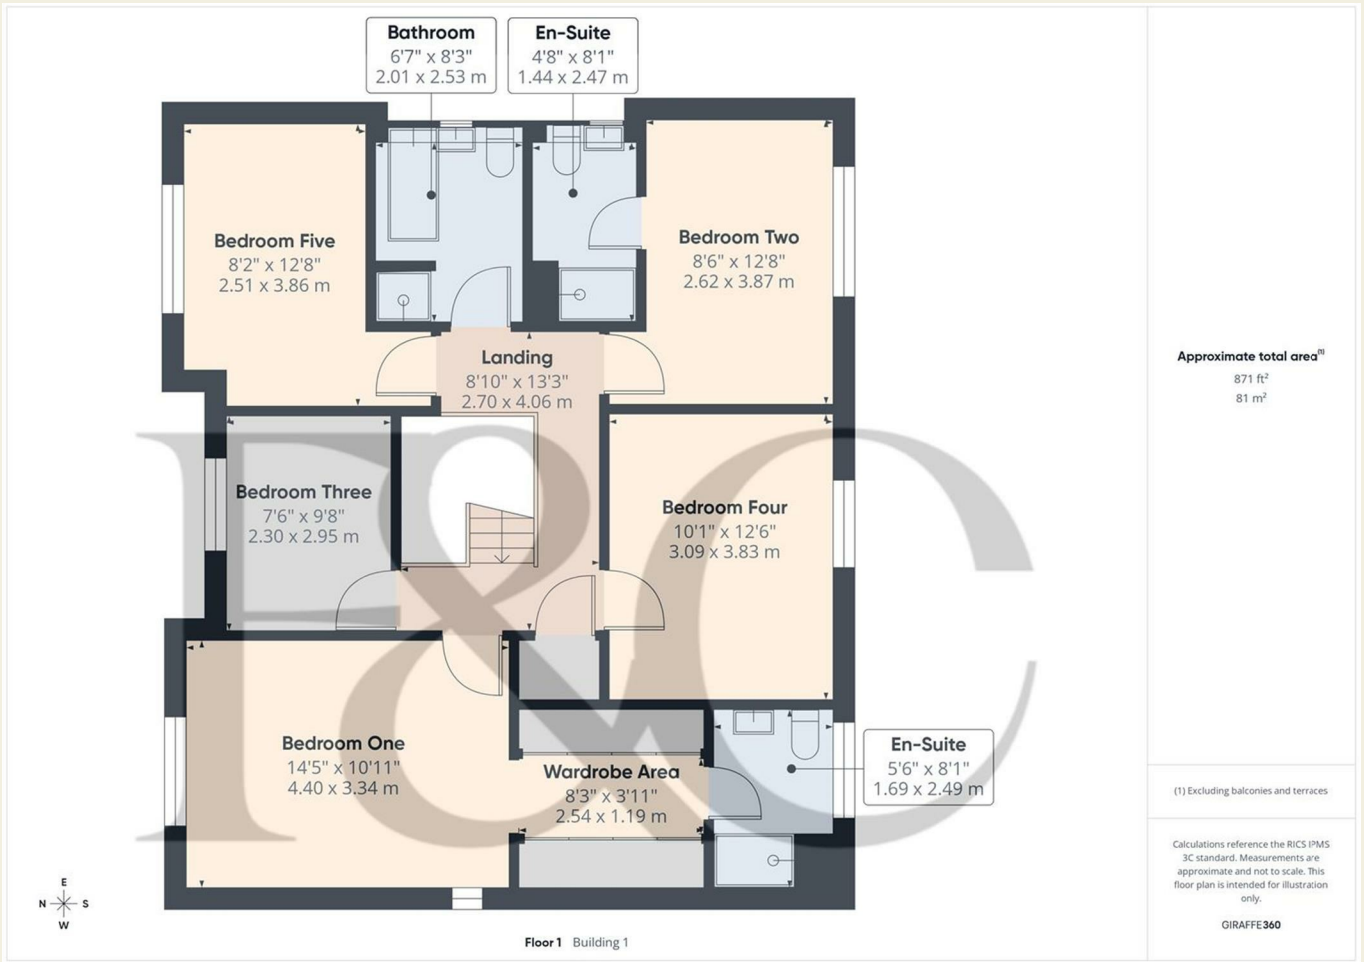 Bathroom
6'7" x 8'3"
2.01 x 2.53 m
En-Suite
4'8" x 8'1"
1.44 x 2.47 m
Bedroom Five
8'2" x 12'8"
2.51 x 3.86 m
Bedroom Two
8'6" x 12'8"
2.62 x 3.87 m
Landing
8'10" x 13'3"
2.70 x 4.06 m
Bedroom Three
7'6" x 9'8"
2.30 x 2.95 m
Bedroom Four
10'1" x 12'6"
3.09 x 3.83 m
Bedroom One
14'5" x 10'11"
4.40 x 3.34 m
Wardrobe Area
8'3" x 3'11"
2.54 x 1.19 m
En-Suite
5'6" x 8'1"
1.69 x 2.49 m
F&C
E
N S
W
Floor 1 Building 1
Approximate total area(1)
871 ft²
81 m²
(1) Excluding balconies and terraces
Calculations reference the RICS IPMS
3C standard. Measurements are
approximate and not to scale. This
floor plan is intended for illustration
only.
GIRAFFE360